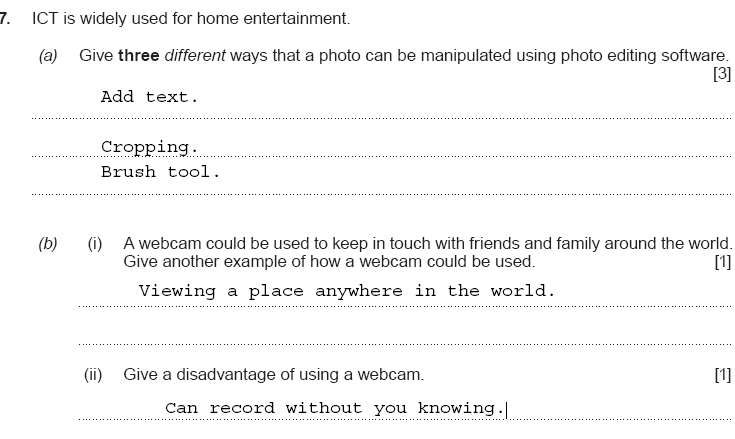 7. ICT is widely used for home entertainment.
(a) Give three different ways that a photo can be manipulated using photo editing software.
[3]
Add text.
Cropping.
Brush tool.
(b) (i) A webcam could be used to keep in touch with friends and family around the world.
Give another example of how a webcam could be used. [1]
Viewing a place anywhere in the world.
(ii) Give a disadvantage of using a webcam. [1]
Can record without you knowing.